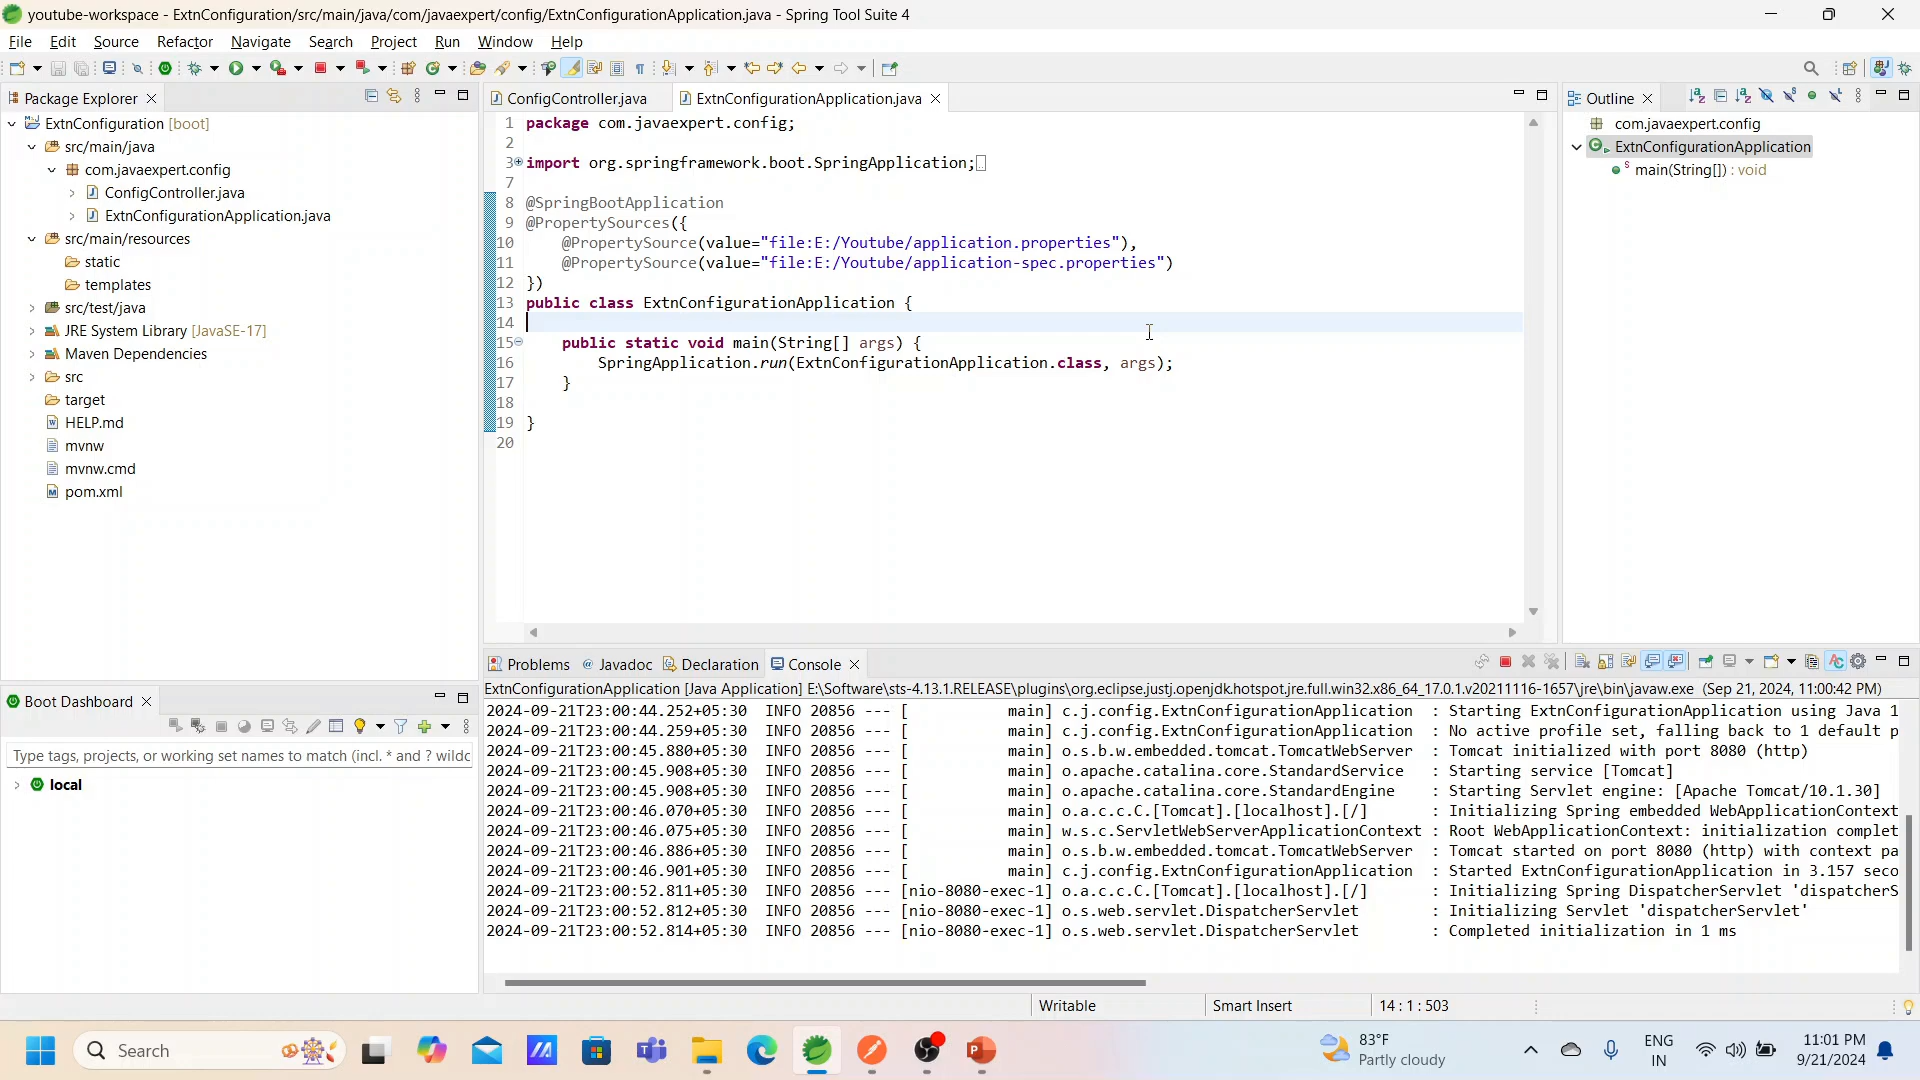 youtube-workspace - ExtnConfiguration/src/main/java/com/javaexpert/config/ExtnConfigurationApplication.java - Spring Tool Suite 4
File Edit Source Refactor Navigate Search Project Run Window Help
Package Explorer
ExtnConfiguration [boot]
src/main/java
com.javaexpert.config
ConfigController.java
ExtnConfigurationApplication.java
src/main/resources
static
templates
src/test/java
JRE System Library [JavaSE-17]
Maven Dependencies
src
target
HELP.md
mvnw
mvnw.cmd
pom.xml
ConfigController.java
ExtnConfigurationApplication.java
1 package com.javaexpert.config;
2
3 import org.springframework.boot.SpringApplication;
7
8 @SpringBootApplication
9 @PropertySources({
10 @PropertySource(value="file:E:/Youtube/application.properties"),
11 @PropertySource(value="file:E:/Youtube/application-spec.properties")
12 })
13 public class ExtnConfigurationApplication {
14
15 public static void main(String[] args) {
16 SpringApplication.run(ExtnConfigurationApplication.class, args);
17 }
18
19 }
20
Outline
com.javaexpert.config
ExtnConfigurationApplication
main(String[]) : void
Boot Dashboard
Type tags, projects, or working set names to match (incl. * and ? wildc
local
Problems Javadoc Declaration Console
ExtnConfigurationApplication [Java Application] E:\Software\sts-4.13.1.RELEASE\plugins\org.eclipse.justj.openjdk.hotspot.jre.full.win32.x86_64_17.0.1.v20211116-1657\jre\bin\javaw.exe (Sep 21, 2024, 11:00:42 PM)
2024-09-21T23:00:44.252+05:30 INFO 20856 --- [ main] c.j.config.ExtnConfigurationApplication : Starting ExtnConfigurationApplication using Java 1
2024-09-21T23:00:44.259+05:30 INFO 20856 --- [ main] c.j.config.ExtnConfigurationApplication : No active profile set, falling back to 1 default p
2024-09-21T23:00:45.880+05:30 INFO 20856 --- [ main] o.s.b.w.embedded.tomcat.TomcatWebServer : Tomcat initialized with port 8080 (http)
2024-09-21T23:00:45.908+05:30 INFO 20856 --- [ main] o.apache.catalina.core.StandardService : Starting service [Tomcat]
2024-09-21T23:00:45.908+05:30 INFO 20856 --- [ main] o.apache.catalina.core.StandardEngine : Starting Servlet engine: [Apache Tomcat/10.1.30]
2024-09-21T23:00:46.070+05:30 INFO 20856 --- [ main] o.a.c.c.C.[Tomcat].[localhost].[/] : Initializing Spring embedded WebApplicationContext
2024-09-21T23:00:46.075+05:30 INFO 20856 --- [ main] w.s.c.ServletWebServerApplicationContext : Root WebApplicationContext: initialization complet
2024-09-21T23:00:46.886+05:30 INFO 20856 --- [ main] o.s.b.w.embedded.tomcat.TomcatWebServer : Tomcat started on port 8080 (http) with context pa
2024-09-21T23:00:46.901+05:30 INFO 20856 --- [ main] c.j.config.ExtnConfigurationApplication : Started ExtnConfigurationApplication in 3.157 seco
2024-09-21T23:00:52.811+05:30 INFO 20856 --- [nio-8080-exec-1] o.a.c.c.C.[Tomcat].[localhost].[/] : Initializing Spring DispatcherServlet 'dispatcherS
2024-09-21T23:00:52.812+05:30 INFO 20856 --- [nio-8080-exec-1] o.s.web.servlet.DispatcherServlet : Initializing Servlet 'dispatcherServlet'
2024-09-21T23:00:52.814+05:30 INFO 20856 --- [nio-8080-exec-1] o.s.web.servlet.DispatcherServlet : Completed initialization in 1 ms
Writable Smart Insert 14 : 1 : 503
Search
83°F
Partly cloudy
ENG
IN
11:01 PM
9/21/2024